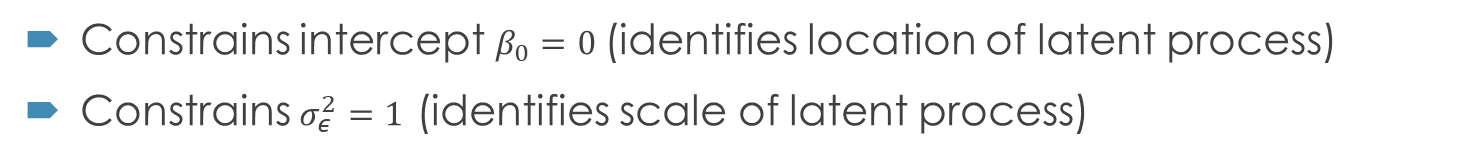 Constrains intercept β₀ = 0 (identifies location of latent process)
Constrains σ²_ϵ = 1 (identifies scale of latent process)